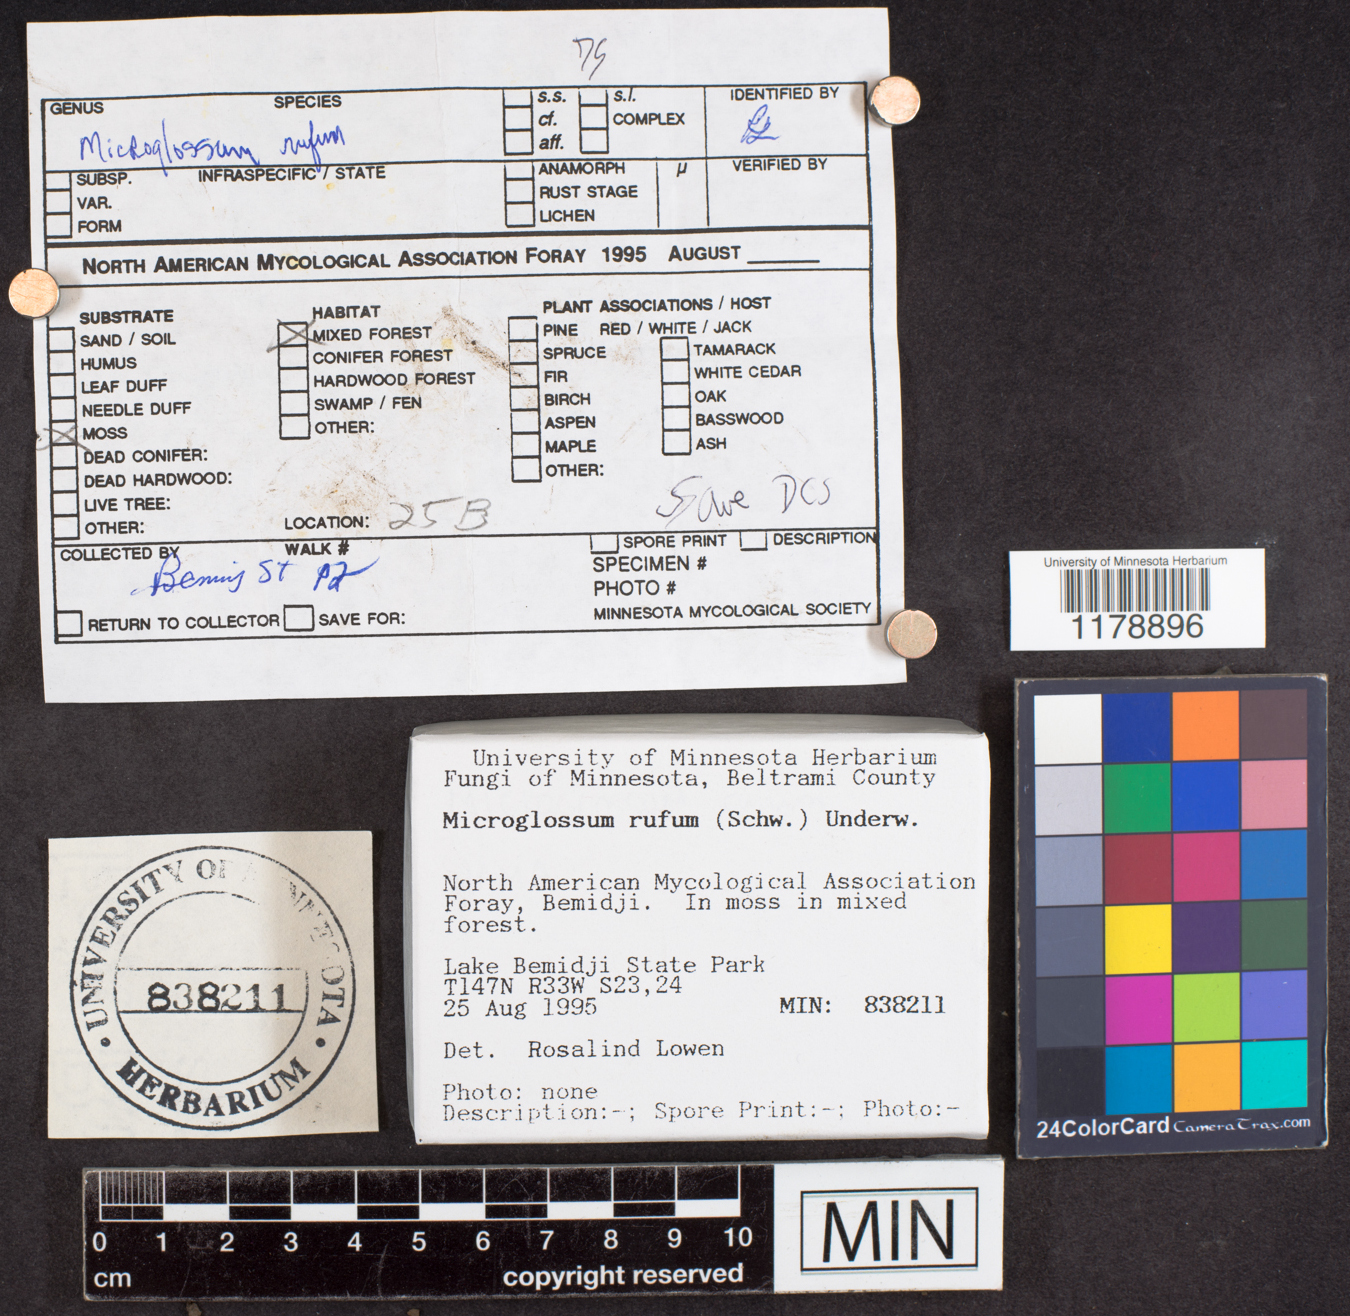 GENUS SPECIES
Microglossum rufum
s.s. s.l.
cf. COMPLEX
aff.
IDENTIFIED BY
SUBSP. INFRASPECIFIC / STATE
VAR.
FORM
ANAMORPH µ
RUST STAGE
LICHEN
VERIFIED BY
NORTH AMERICAN MYCOLOGICAL ASSOCIATION FORAY 1995 AUGUST
SUBSTRATE
SAND / SOIL
HUMUS
LEAF DUFF
NEEDLE DUFF
MOSS
DEAD CONIFER:
DEAD HARDWOOD:
LIVE TREE:
OTHER:
HABITAT
MIXED FOREST
CONIFER FOREST
HARDWOOD FOREST
SWAMP / FEN
OTHER:
LOCATION: 25B
PLANT ASSOCIATIONS / HOST
PINE RED / WHITE / JACK
SPRUCE
FIR
BIRCH
ASPEN
MAPLE
OTHER:
TAMARACK
WHITE CEDAR
OAK
BASSWOOD
ASH
Save DCS
COLLECTED BY WALK #
St
RETURN TO COLLECTOR SAVE FOR:
SPORE PRINT DESCRIPTION
SPECIMEN #
PHOTO #
MINNESOTA MYCOLOGICAL SOCIETY
University of Minnesota Herbarium
1178896
University of Minnesota Herbarium
Fungi of Minnesota, Beltrami County
Microglossum rufum (Schw.) Underw.
North American Mycological Association
Foray, Bemidji. In moss in mixed
forest.
Lake Bemidji State Park
T147N R33W S23,24
25 Aug 1995 MIN: 838211
Det. Rosalind Lowen
Photo: none
Description:-; Spore Print:-; Photo:-
UNIVERSITY OF MINNESOTA
838211
• HERBARIUM •
24ColorCard CameraTrax.com
0 1 2 3 4 5 6 7 8 9 10
cm
copyright reserved
MIN